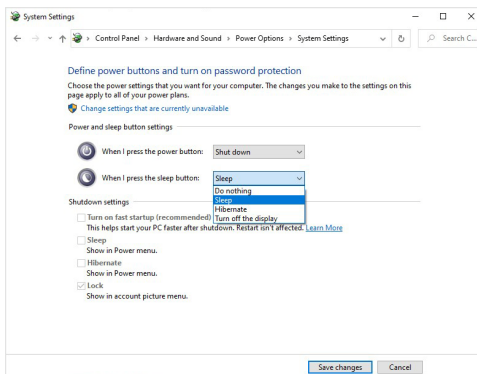 System Settings
Control Panel > Hardware and Sound > Power Options > System Settings
Search C...
Define power buttons and turn on password protection
Choose the power settings that you want for your computer. The changes you make to the settings on this
page apply to all of your power plans.
Change settings that are currently unavailable
Power and sleep button settings
When I press the power button: Shut down
When I press the sleep button: Sleep
Do nothing
Sleep
Hibernate
Turn off the display
Shutdown settings
Turn on fast startup (recommended)
This helps start your PC faster after shutdown. Restart isn't affected. Learn More
Sleep
Show in Power menu.
Hibernate
Show in Power menu.
Lock
Show in account picture menu.
Save changes Cancel